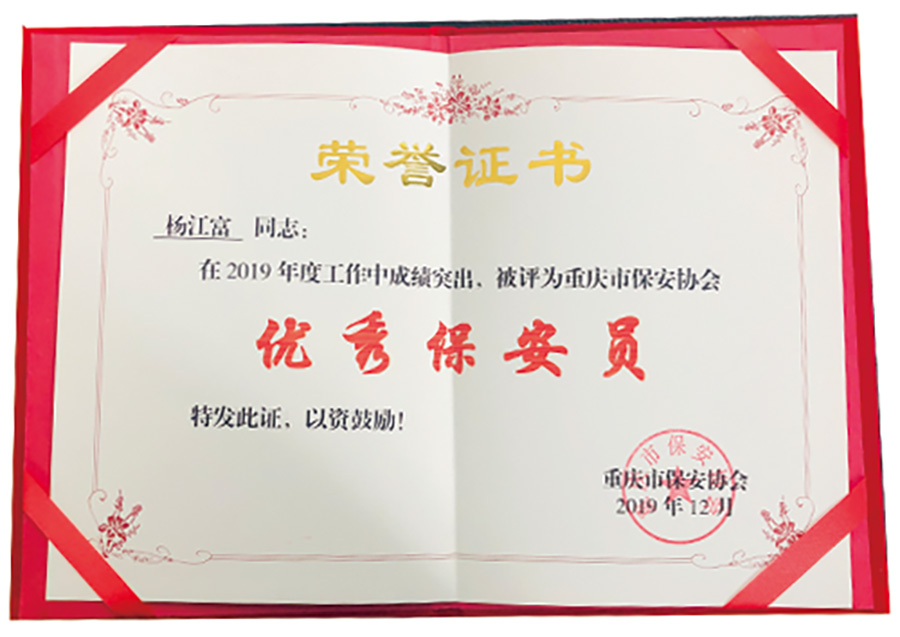 荣誉证书
杨江富 同志：
在2019年度工作中成绩突出、被评为重庆市保安协会
优秀保安员
特发此证、以资鼓励！
市保安
重庆市保安协会
2019年12月